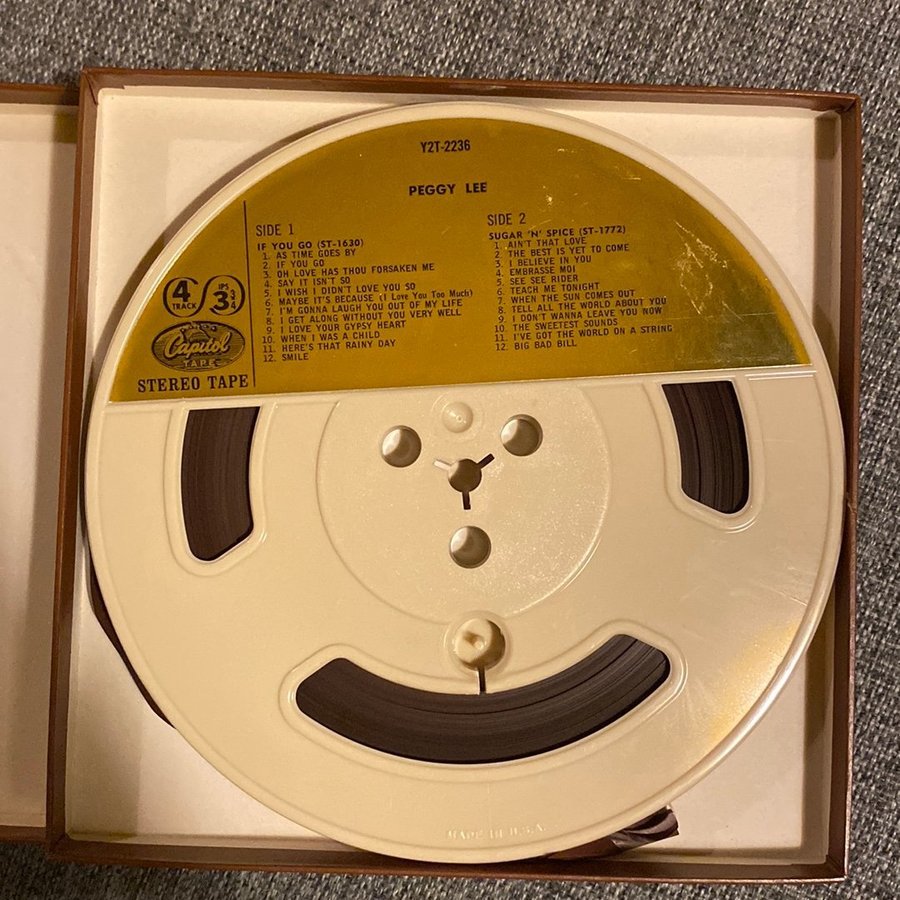 Y2T-2236
PEGGY LEE
SIDE 1
IF YOU GO (ST-1630)
1. AS TIME GOES BY
2. IF YOU GO
3. OH LOVE HAS THOU FORSAKEN ME
4. SAY IT ISN'T SO
5. I WISH I DIDN'T LOVE YOU SO
6. MAYBE IT'S BECAUSE (I Love You Too Much)
7. I'M GONNA LAUGH YOU OUT OF MY LIFE
8. I GET ALONG WITHOUT YOU VERY WELL
9. I LOVE YOUR GYPSY HEART
10. WHEN I WAS A CHILD
11. HERE'S THAT RAINY DAY
12. SMILE
SIDE 2
SUGAR 'N' SPICE (ST-1772)
1. AIN'T THAT LOVE
2. THE BEST IS YET TO COME
3. I BELIEVE IN YOU
4. EMBRASSE MOI
5. SEE SEE RIDER
6. TEACH ME TONIGHT
7. WHEN THE SUN COMES OUT
8. TELL ALL THE WORLD ABOUT YOU
9. I DON'T WANNA LEAVE YOU NOW
10. THE SWEETEST SOUNDS
11. I'VE GOT THE WORLD ON A STRING
12. BIG BAD BILL
4 TRACK
IPS 3 3/4
Capitol
TAPE
STEREO TAPE
MADE IN U.S.A.